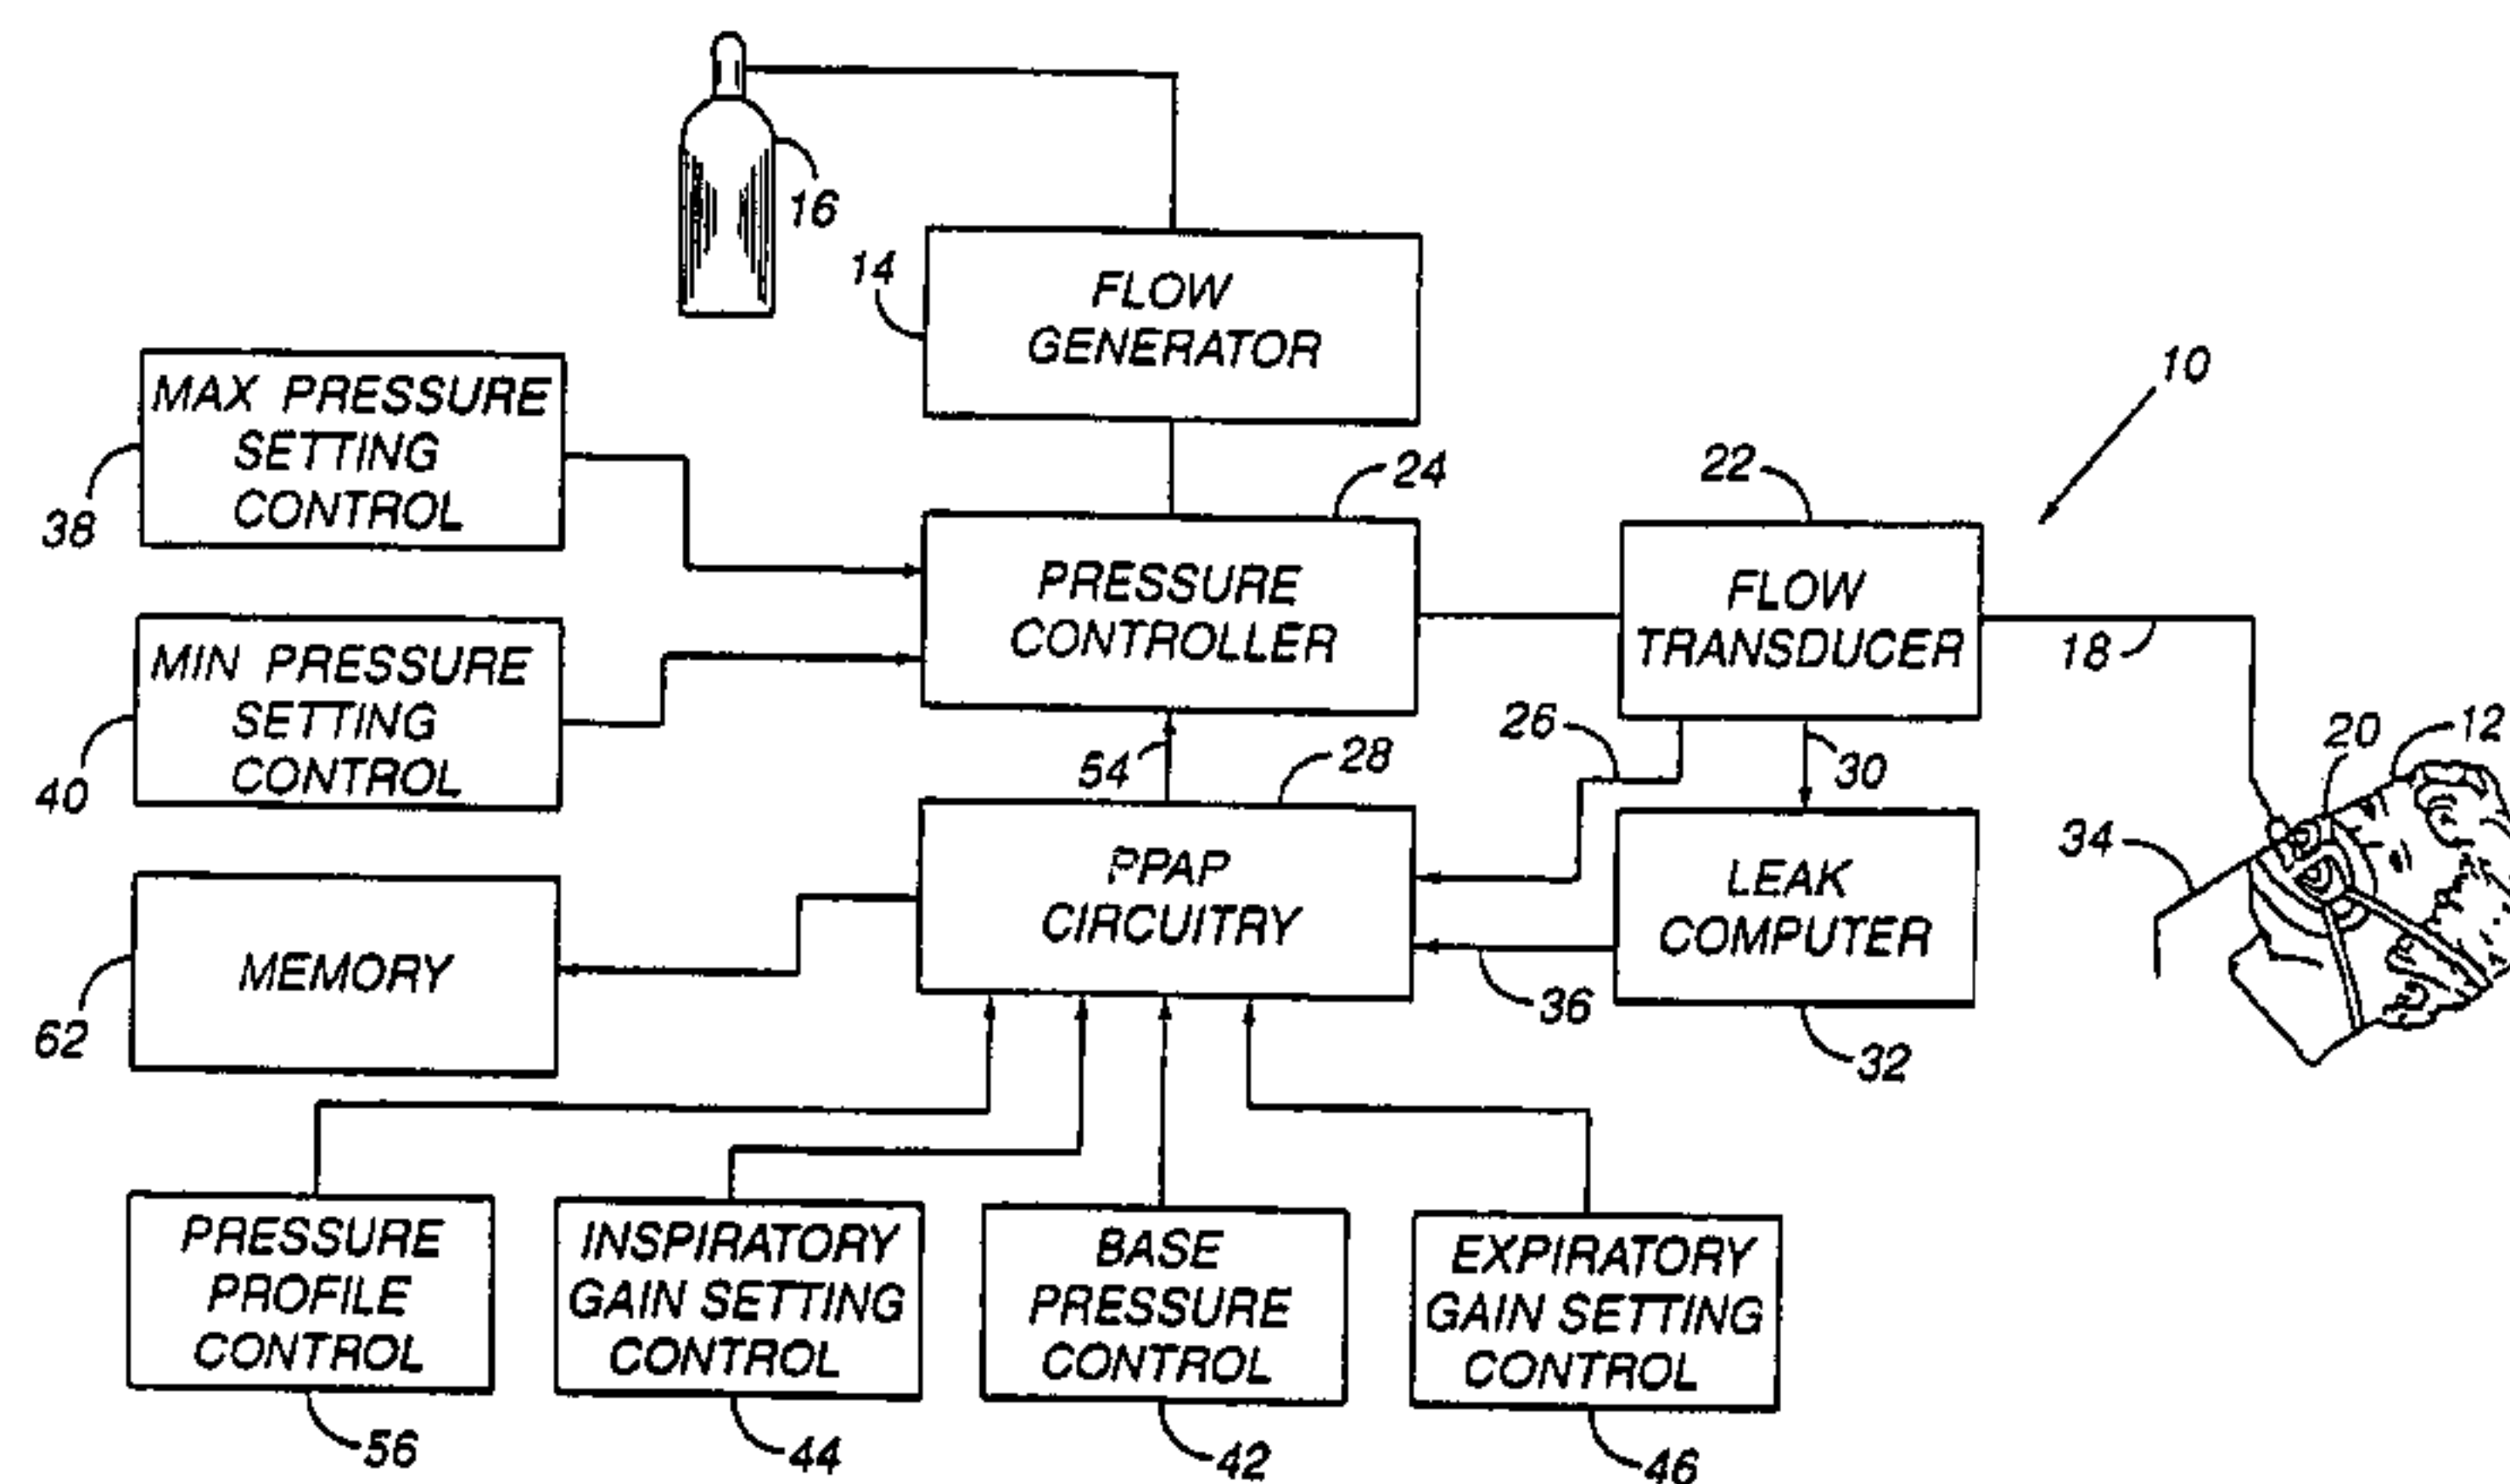 16
14
FLOW
GENERATOR
10
MAX PRESSURE
SETTING
CONTROL
38
24
22
PRESSURE
CONTROLLER
FLOW
TRANSDUCER
18
MIN PRESSURE
SETTING
CONTROL
40
54
28
26
30
20
12
34
PPAP
CIRCUITRY
LEAK
COMPUTER
36
32
MEMORY
62
PRESSURE
PROFILE
CONTROL
56
INSPIRATORY
GAIN SETTING
CONTROL
44
BASE
PRESSURE
CONTROL
42
EXPIRATORY
GAIN SETTING
CONTROL
46